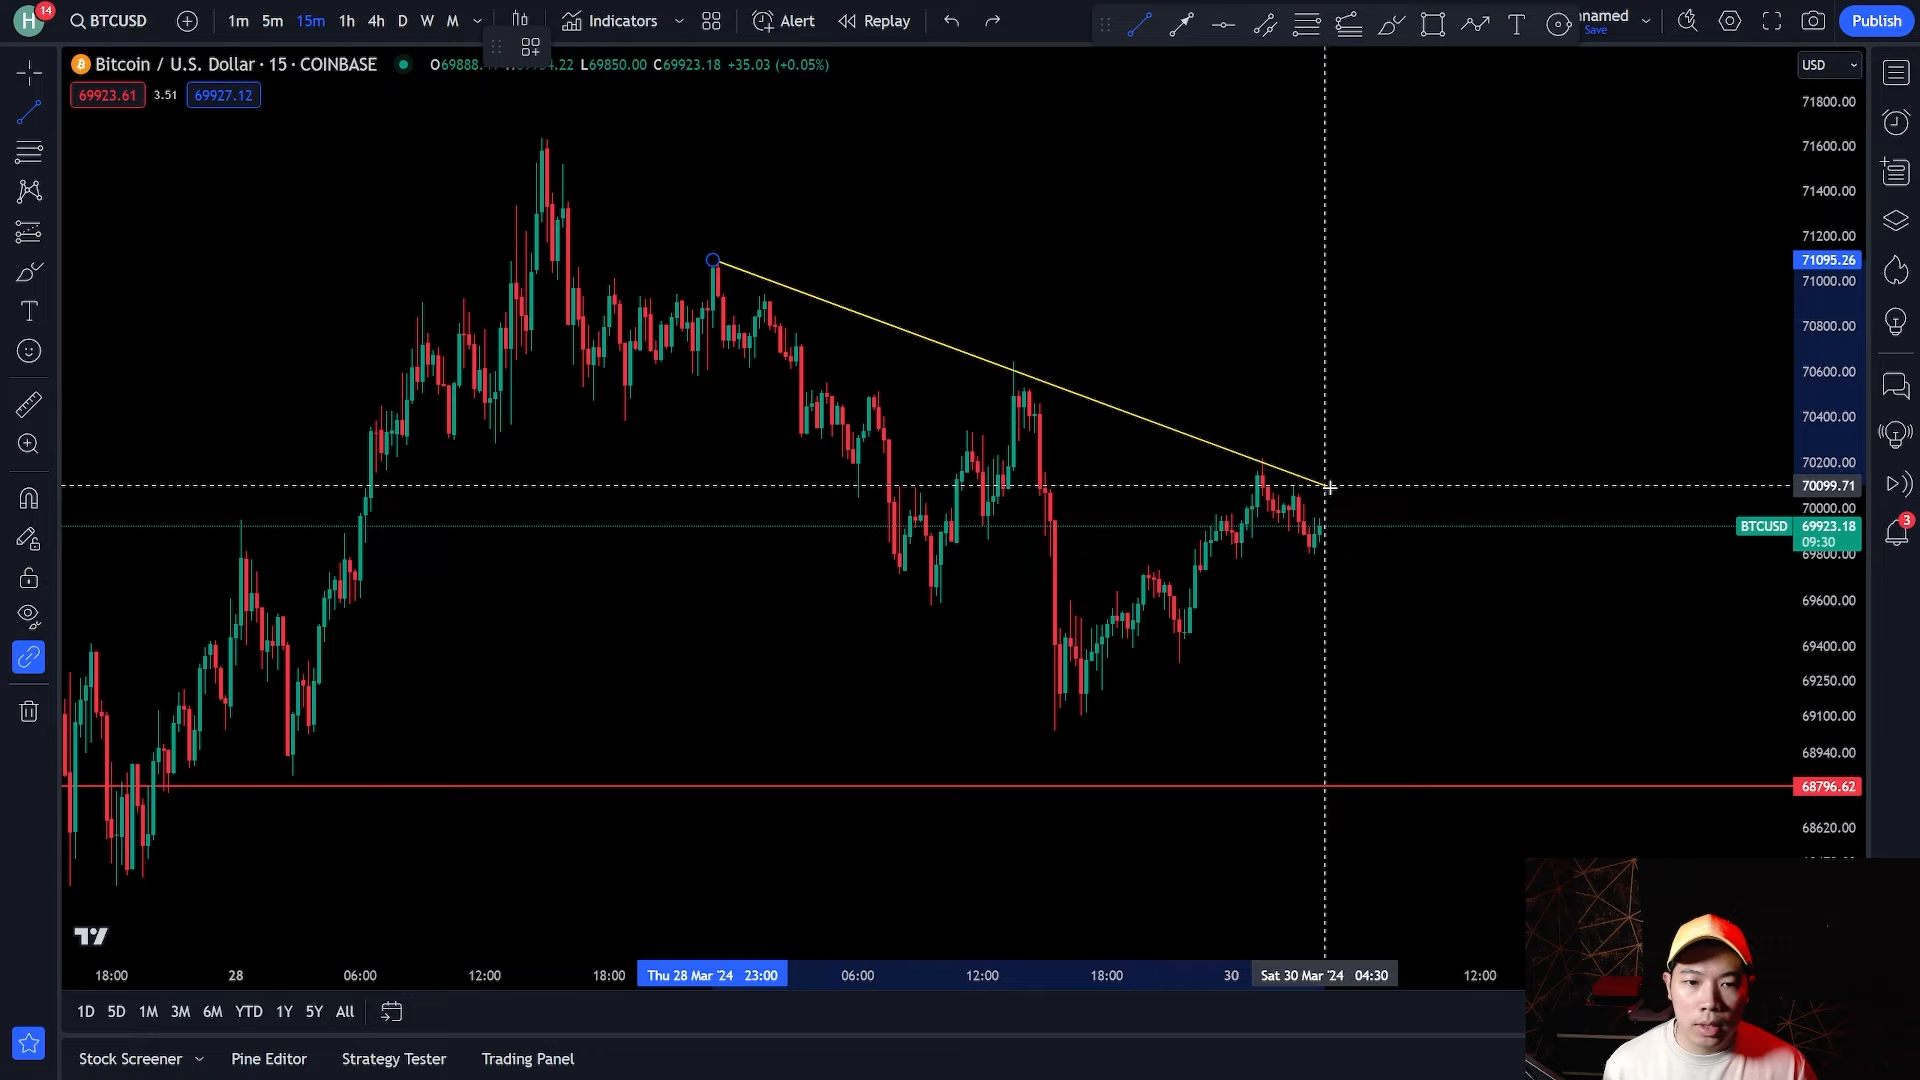 H
14
BTCUSD
1m 5m 15m 1h 4h D W M
Indicators
Alert
Replay
Save
Publish
Bitcoin / U.S. Dollar · 15 · COINBASE
L69850.00 C69923.18 +35.03 (+0.05%)
69923.61 3.51 69927.12
USD
71800.00
71600.00
71400.00
71200.00
71095.26
71000.00
70800.00
70600.00
70400.00
70200.00
70099.71
70000.00
BTCUSD 69923.18
09:30
69800.00
69600.00
69400.00
69250.00
69100.00
68940.00
68796.62
68620.00
3
18:00 28 06:00 12:00 18:00 Thu 28 Mar '24 23:00 06:00 12:00 18:00 30 Sat 30 Mar '24 04:30 12:00
1D 5D 1M 3M 6M YTD 1Y 5Y All
Stock Screener Pine Editor Strategy Tester Trading Panel